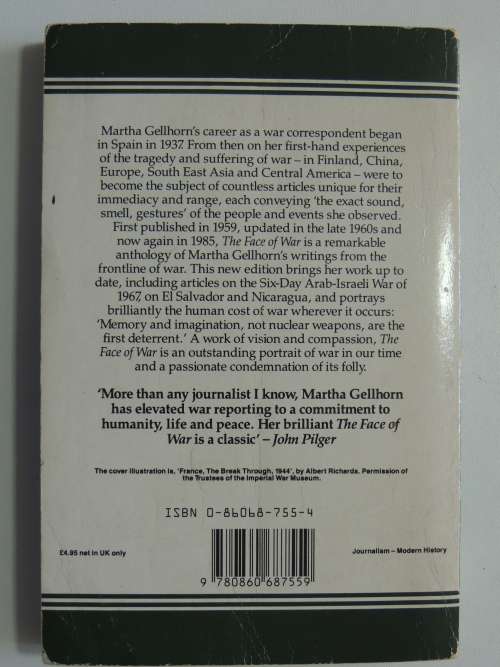 Martha Gellhorn's career as a war correspondent began
in Spain in 1937. From then on her first-hand experiences
of the tragedy and suffering of war – in Finland, China,
Europe, South East Asia and Central America – were to
become the subject of countless articles unique for their
immediacy and range, each conveying 'the exact sound,
smell, gestures' of the people and events she observed.
First published in 1959, updated in the late 1960s and
now again in 1985, The Face of War is a remarkable
anthology of Martha Gellhorn's writings from the
frontline of war. This new edition brings her work up to
date, including articles on the Six-Day Arab-Israeli War of
1967, on El Salvador and Nicaragua, and portrays
brilliantly the human cost of war wherever it occurs:
'Memory and imagination, not nuclear weapons, are the
first deterrent.' A work of vision and compassion, The
Face of War is an outstanding portrait of war in our time
and a passionate condemnation of its folly.
'More than any journalist I know, Martha Gellhorn
has elevated war reporting to a commitment to
humanity, life and peace. Her brilliant The Face of
War is a classic' – John Pilger
The cover illustration is, 'France, The Break Through, 1944', by Albert Richards. Permission of
the Trustees of the Imperial War Museum.
ISBN 0-86068-755-4
£4.95 net in UK only
Journalism – Modern History
9 780860 687559